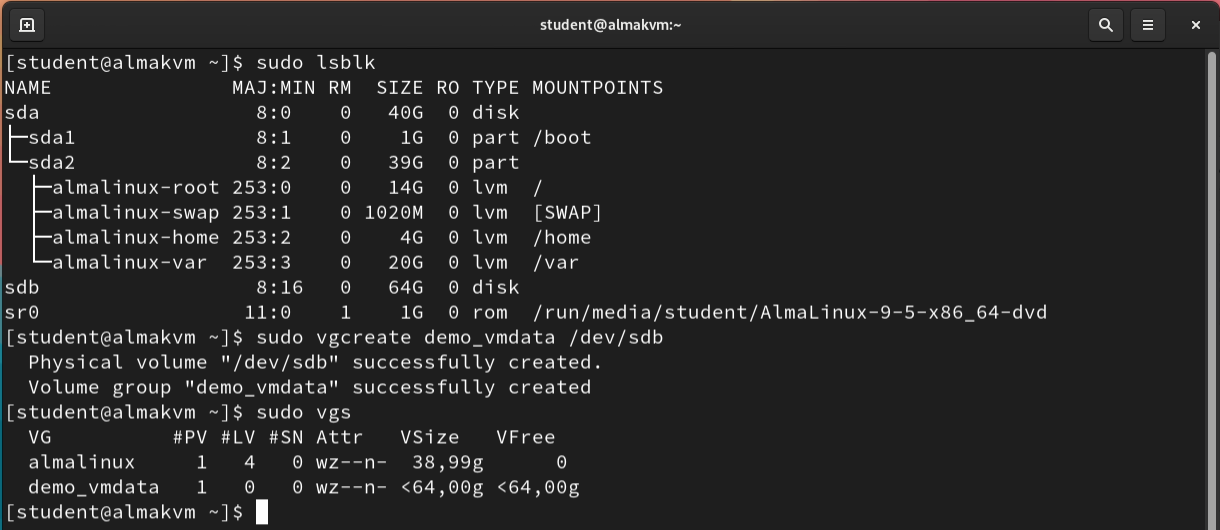 student@almakvm:~
[student@almakvm ~]$ sudo lsblk
NAME               MAJ:MIN RM   SIZE RO TYPE MOUNTPOINTS
sda                  8:0    0    40G  0 disk
├─sda1               8:1    0     1G  0 part /boot
└─sda2               8:2    0    39G  0 part
  ├─almalinux-root 253:0    0    14G  0 lvm  /
  ├─almalinux-swap 253:1    0  1020M  0 lvm  [SWAP]
  ├─almalinux-home 253:2    0     4G  0 lvm  /home
  └─almalinux-var  253:3    0    20G  0 lvm  /var
sdb                  8:16   0    64G  0 disk
sr0                 11:0    1     1G  0 rom  /run/media/student/AlmaLinux-9-5-x86_64-dvd
[student@almakvm ~]$ sudo vgcreate demo_vmdata /dev/sdb
  Physical volume "/dev/sdb" successfully created.
  Volume group "demo_vmdata" successfully created
[student@almakvm ~]$ sudo vgs
  VG          #PV #LV #SN Attr   VSize   VFree
  almalinux     1   4   0 wz--n-  38,99g      0
  demo_vmdata   1   0   0 wz--n- <64,00g <64,00g
[student@almakvm ~]$